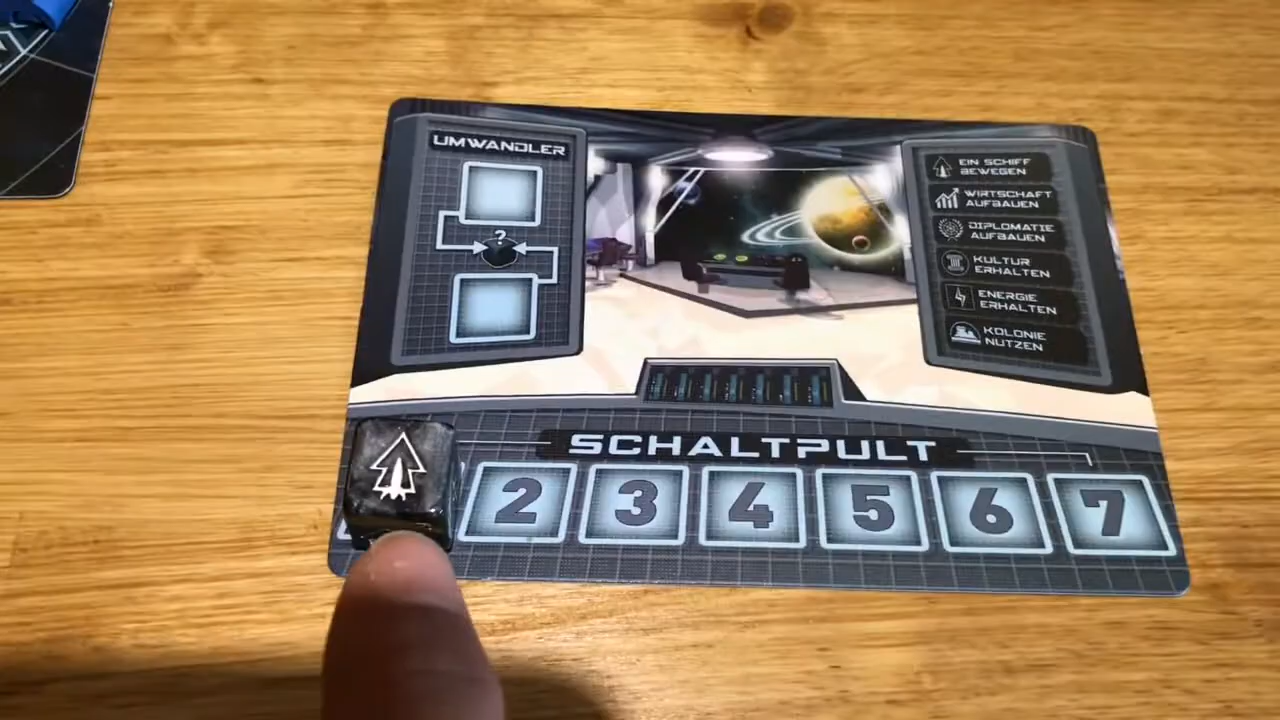 UMWANDLER
?
EIN SCHIFF
BEWEGEN
WIRTSCHAFT
AUFBAUEN
DIPLOMATIE
AUFBAUEN
KULTUR
ERHALTEN
ENERGIE
ERHALTEN
KOLONIE
NUTZEN
SCHALTPULT
2 3 4 5 6 7